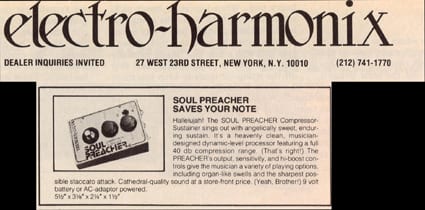 electro-harmonix
DEALER INQUIRIES INVITED 27 WEST 23RD STREET, NEW YORK, N.Y. 10010 (212) 741-1770
SOUL PREACHER
SAVES YOUR NOTE
Hallelujah! The SOUL PREACHER Compressor-
Sustainer sings out with angelically sweet, endur-
ing sustain. It's a heavenly clean, musician-
designed dynamic-level processor featuring a full
40 db compression range. (That's right!) The
PREACHER'S output, sensitivity, and hi-boost con-
trols give the musician a variety of playing options,
including organ-like swells and the sharpest pos-
sible staccato attack. Cathedral-quality sound at a store-front price. (Yeah, Brother!) 9 volt
battery or AC-adaptor powered.
5½" x 3⅛" x 2¼" x 1½"
SOUL
PREACHER